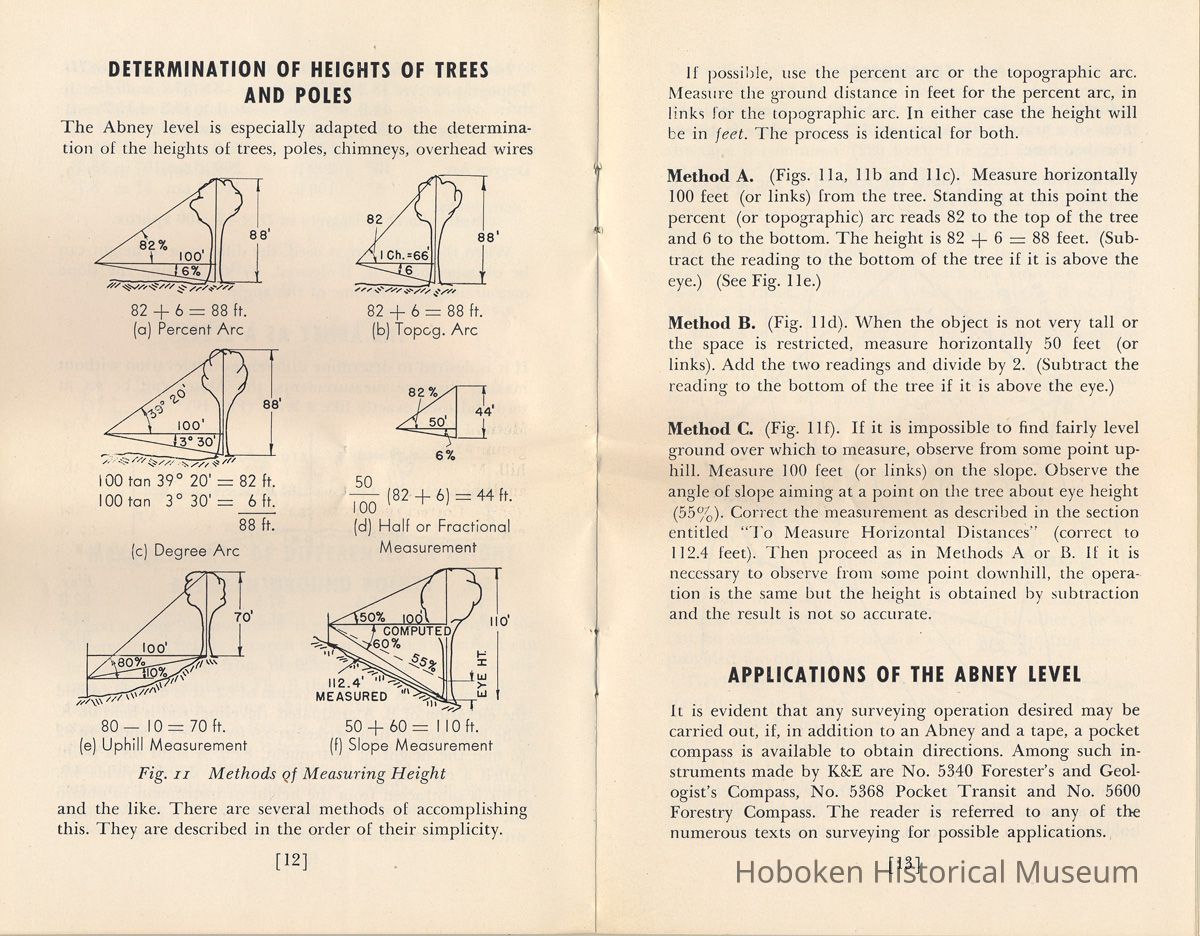 DETERMINATION OF HEIGHTS OF TREES
AND POLES
The Abney level is especially adapted to the determina-
tion of the heights of trees, poles, chimneys, overhead wires
82%
100'
6%
88'
82 + 6 = 88 ft.
(a) Percent Arc
82
1 Ch.=66'
6
88'
82 + 6 = 88 ft.
(b) Topog. Arc
39° 20'
100'
3° 30'
88'
100 tan 39° 20' = 82 ft.
100 tan 3° 30' = 6 ft.
88 ft.
(c) Degree Arc
82%
50'
44'
6%
50
100
(82 + 6) = 44 ft.
(d) Half or Fractional
Measurement
100'
80%
10%
70'
80 – 10 = 70 ft.
(e) Uphill Measurement
50%
100'
COMPUTED
60%
55%
110'
EYE HT.
112.4'
MEASURED
50 + 60 = 110 ft.
(f) Slope Measurement
Fig. 11 Methods of Measuring Height
and the like. There are several methods of accomplishing
this. They are described in the order of their simplicity.
[12]
If possible, use the percent arc or the topographic arc.
Measure the ground distance in feet for the percent arc, in
links for the topographic arc. In either case the height will
be in feet. The process is identical for both.
Method A. (Figs. 11a, 11b and 11c). Measure horizontally
100 feet (or links) from the tree. Standing at this point the
percent (or topographic) arc reads 82 to the top of the tree
and 6 to the bottom. The height is 82 + 6 = 88 feet. (Sub-
tract the reading to the bottom of the tree if it is above the
eye.) (See Fig. 11e.)
Method B. (Fig. 11d). When the object is not very tall or
the space is restricted, measure horizontally 50 feet (or
links). Add the two readings and divide by 2. (Subtract the
reading to the bottom of the tree if it is above the eye.)
Method C. (Fig. 11f). If it is impossible to find fairly level
ground over which to measure, observe from some point up-
hill. Measure 100 feet (or links) on the slope. Observe the
angle of slope aiming at a point on the tree about eye height
(55%). Correct the measurement as described in the section
entitled "To Measure Horizontal Distances" (correct to
112.4 feet). Then proceed as in Methods A or B. If it is
necessary to observe from some point downhill, the opera-
tion is the same but the height is obtained by subtraction
and the result is not so accurate.
APPLICATIONS OF THE ABNEY LEVEL
It is evident that any surveying operation desired may be
carried out, if, in addition to an Abney and a tape, a pocket
compass is available to obtain directions. Among such in-
struments made by K&E are No. 5340 Forester's and Geol-
ogist's Compass, No. 5368 Pocket Transit and No. 5600
Forestry Compass. The reader is referred to any of the
numerous texts on surveying for possible applications.
[13]
Hoboken Historical Museum